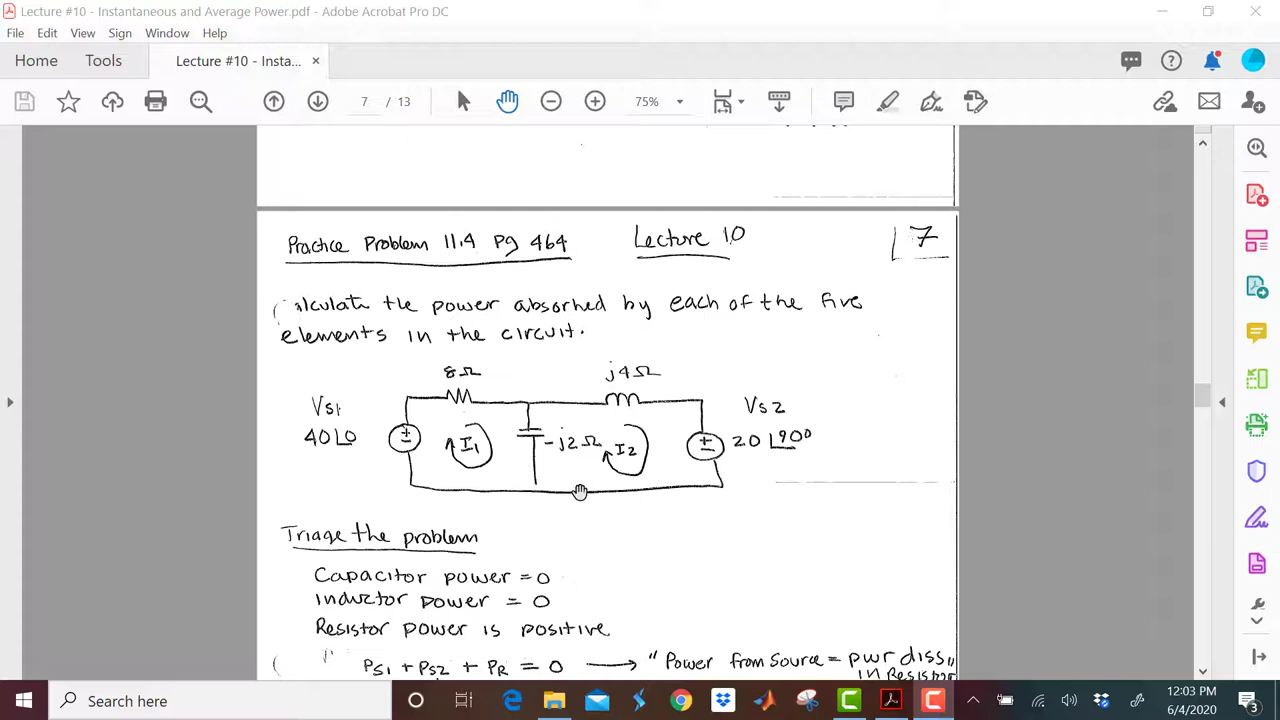 Lecture #10 - Instantaneous and Average Power.pdf - Adobe Acrobat Pro DC
File Edit View Sign Window Help
Home Tools Lecture #10 - Insta... ×
7 / 13 75%
Practice Problem 11.4 pg 464 Lecture 10 7
alculate the power absorbed by each of the five
elements in the circuit.
8Ω j4Ω
Vs1 Vs2
40∠0 I1 -j2Ω I2 20∠90°
Triage the problem
Capacitor power = 0
inductor power = 0
Resistor power is positive
Ps1 + Ps2 + PR = 0 → "Power from Source = pwr diss
in Resistor
Search 12:03 PM
6/4/2020 3